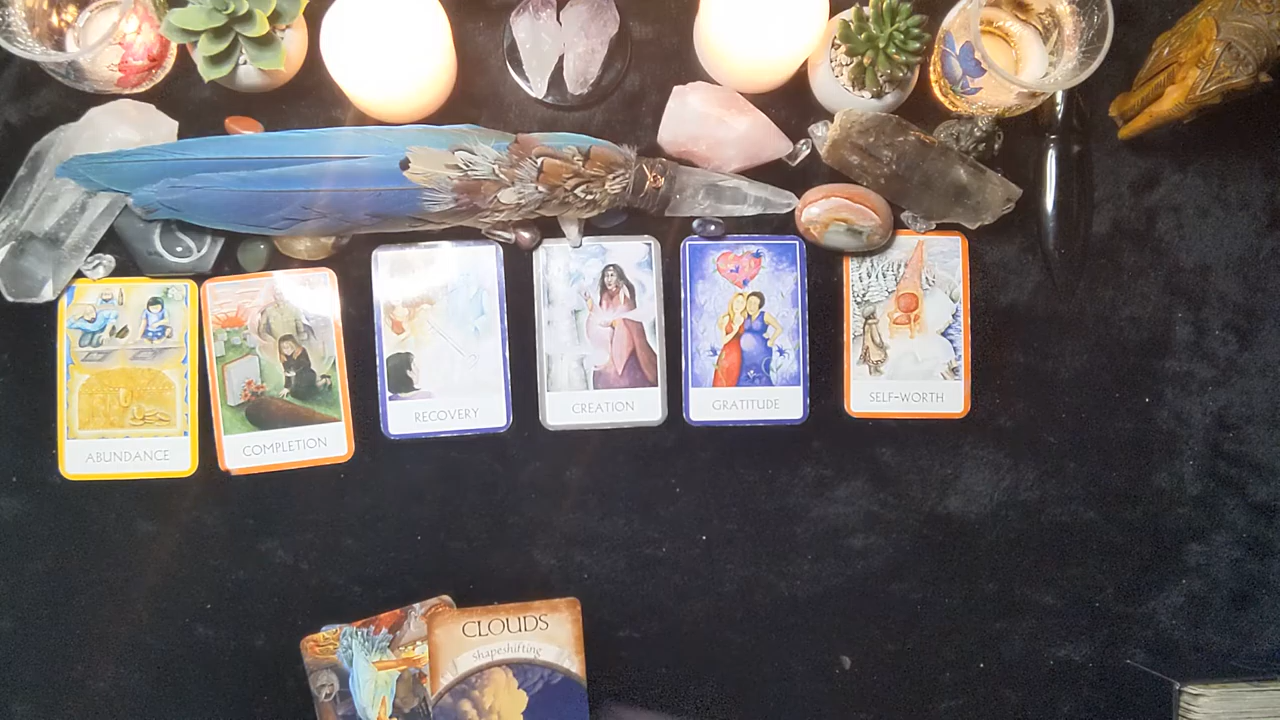 ABUNDANCE
COMPLETION
RECOVERY
CREATION
GRATITUDE
SELF-WORTH
CLOUDS
Shapeshifting